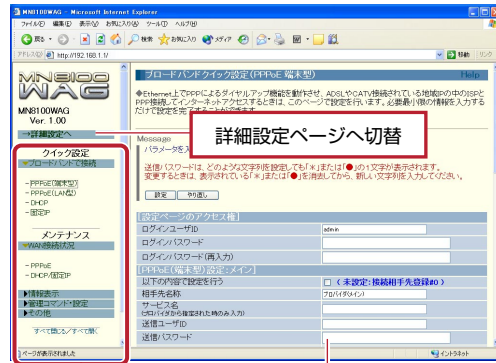 MN8100WAG - Microsoft Internet Explorer
ファイル(F) 編集(E) 表示(V) お気に入り(A) ツール(T) ヘルプ(H)
戻る 検索 お気に入り メディア
アドレス(D) http://192.168.1.1/ 移動 リンク
MN8100
WAG
MN8100WAG
Ver. 1.00
→詳細設定へ
クイック設定
▼ブロードバンドで接続
- PPPoE(端末型)
- PPPoE(LAN型)
- DHCP
- 固定IP
メンテナンス
▼WAN接続状況
- PPPoE
- DHCP/固定IP
▶情報表示
▶管理コマンド・設定
▶その他
すべて閉じる/すべて開く
ブロードバンドクイック設定(PPPoE 端末型) Help
◆Ethernet上でPPPによるダイヤルアップ機能を動作させ、ADSLやCATV接続されている地域IPの中のISPと
PPP接続してインターネットアクセスするときは、このページで設定を行います。必要最小限の情報を入力する
だけで設定を完了
詳細設定ページへ切替
Message
パラメータを入
送信パスワードは、どのような文字列を設定しても「*」または「●」の1文字が表示されます。
変更するときは、表示されている「*」または「●」を消去してから、新しい文字列を入力してください。
設定 やり直し
[設定ページのアクセス権]
ログインユーザID admin
ログインパスワード
ログインパスワード(再入力)
[PPPoE(端末型)設定:メイン]
以下の内容で設定を行う (未設定:接続相手先登録#0)
相手先名称 プロバイダ(メイン)
サービス名
(プロバイダから指定された時のみ入力)
送信ユーザID
送信パスワード
ページが表示されました イントラネット